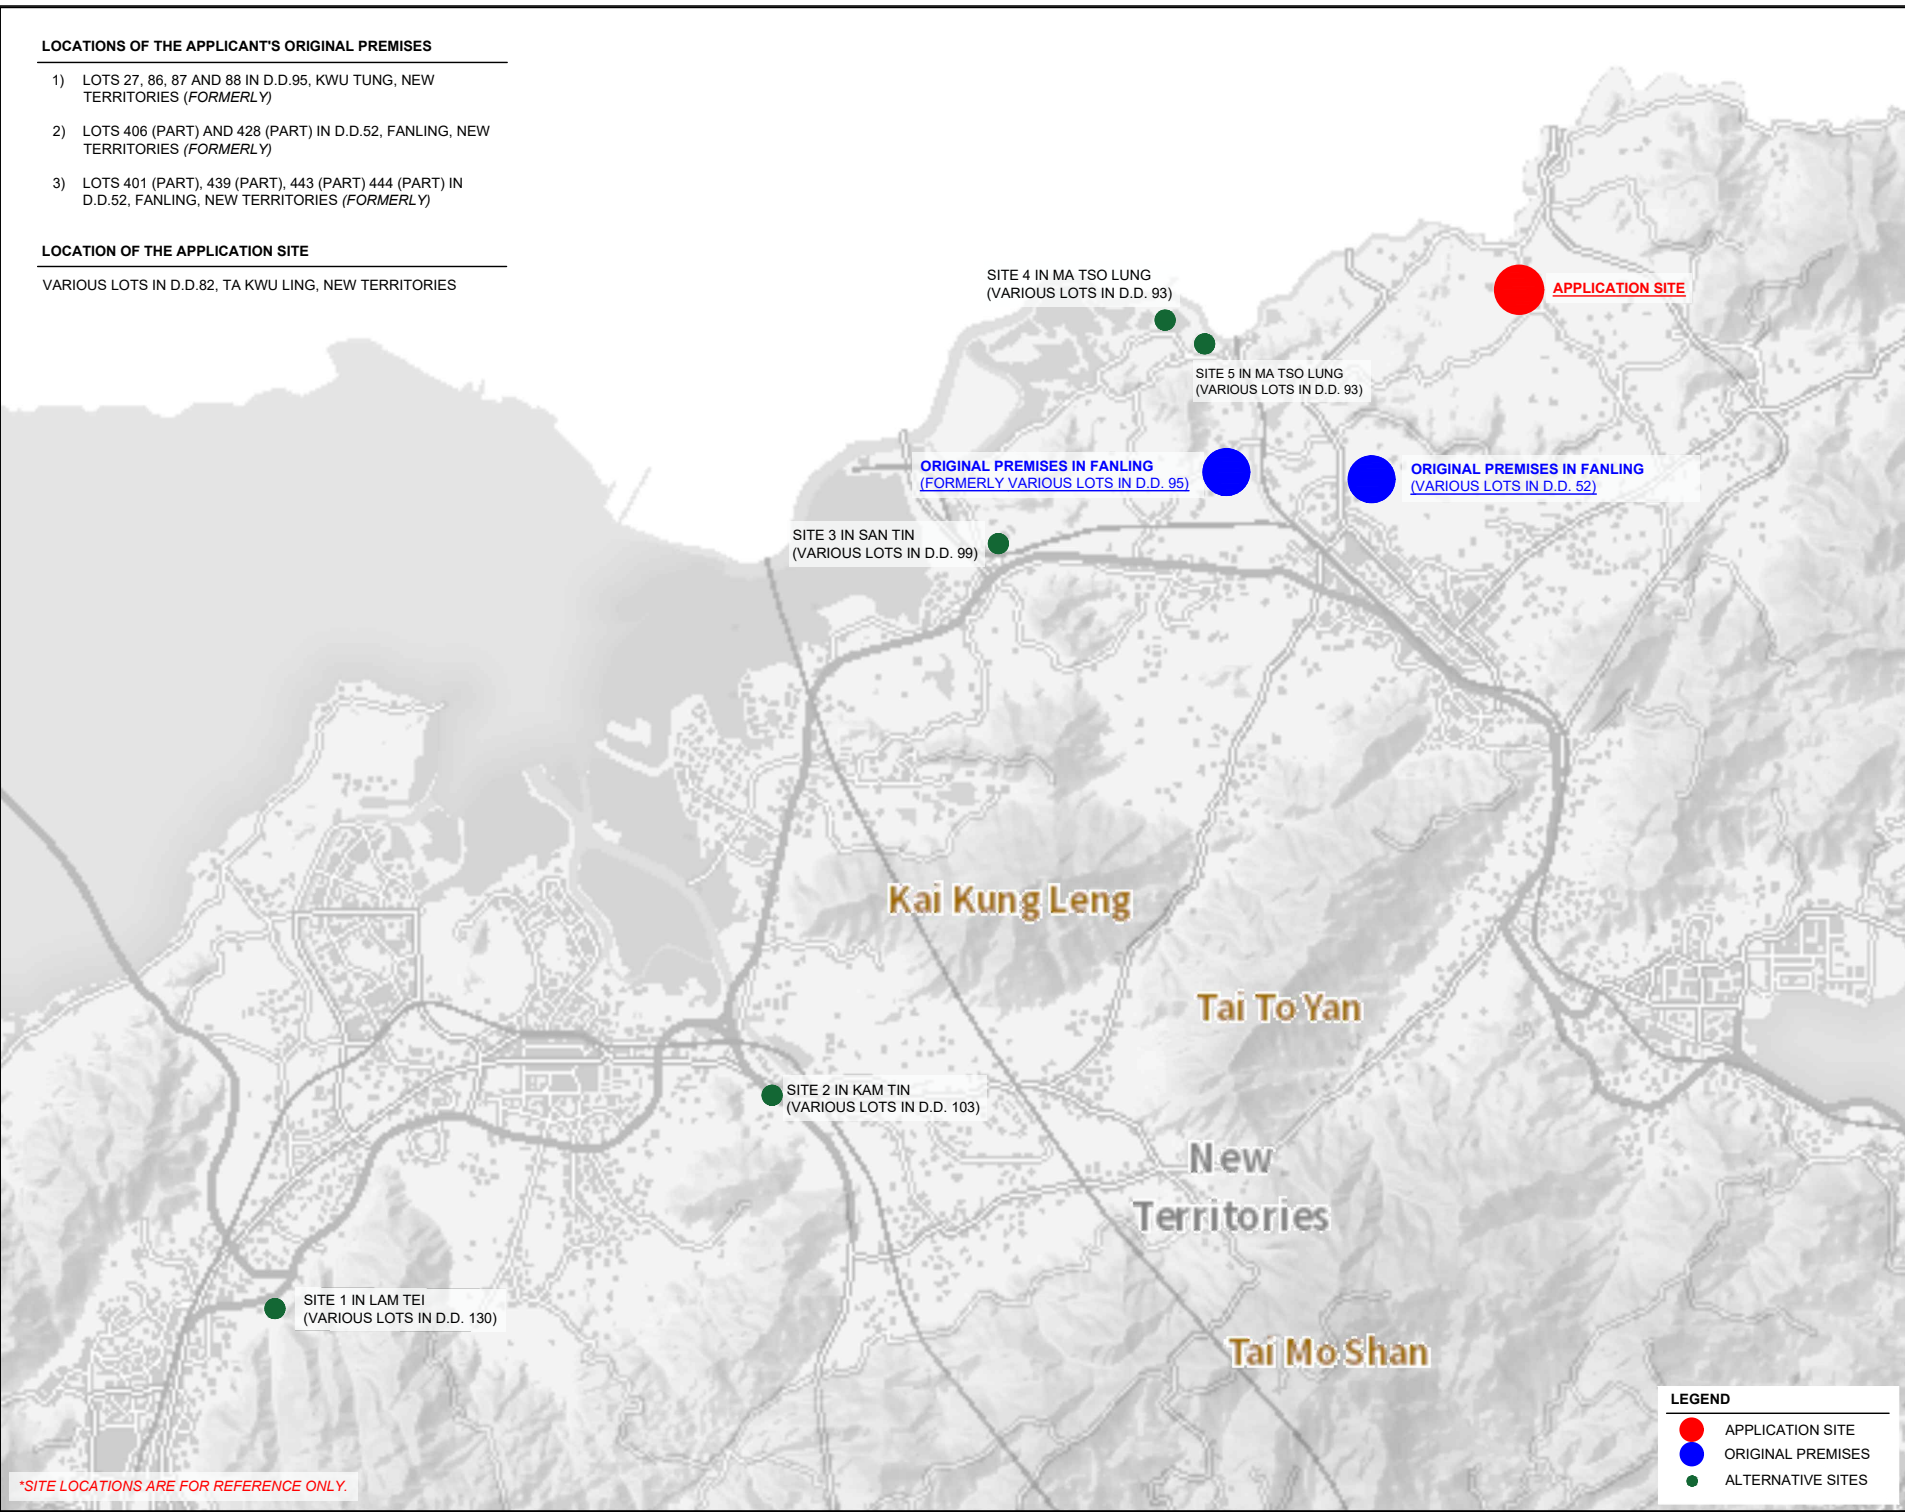 LOCATIONS OF THE APPLICANT'S ORIGINAL PREMISES
1) LOTS 27, 86, 87 AND 88 IN D.D.95, KWU TUNG, NEW
TERRITORIES (FORMERLY)
2) LOTS 406 (PART) AND 428 (PART) IN D.D.52, FANLING, NEW
TERRITORIES (FORMERLY)
3) LOTS 401 (PART), 439 (PART), 443 (PART) 444 (PART) IN
D.D.52, FANLING, NEW TERRITORIES (FORMERLY)
LOCATION OF THE APPLICATION SITE
VARIOUS LOTS IN D.D.82, TA KWU LING, NEW TERRITORIES
SITE 4 IN MA TSO LUNG
(VARIOUS LOTS IN D.D. 93)
APPLICATION SITE
SITE 5 IN MA TSO LUNG
(VARIOUS LOTS IN D.D. 93)
ORIGINAL PREMISES IN FANLING
(FORMERLY VARIOUS LOTS IN D.D. 95)
ORIGINAL PREMISES IN FANLING
(VARIOUS LOTS IN D.D. 52)
SITE 3 IN SAN TIN
(VARIOUS LOTS IN D.D. 99)
Kai Kung Leng
Tai To Yan
SITE 2 IN KAM TIN
(VARIOUS LOTS IN D.D. 103)
New
Territories
SITE 1 IN LAM TEI
(VARIOUS LOTS IN D.D. 130)
Tai Mo Shan
LEGEND
APPLICATION SITE
ORIGINAL PREMISES
ALTERNATIVE SITES
*SITE LOCATIONS ARE FOR REFERENCE ONLY.